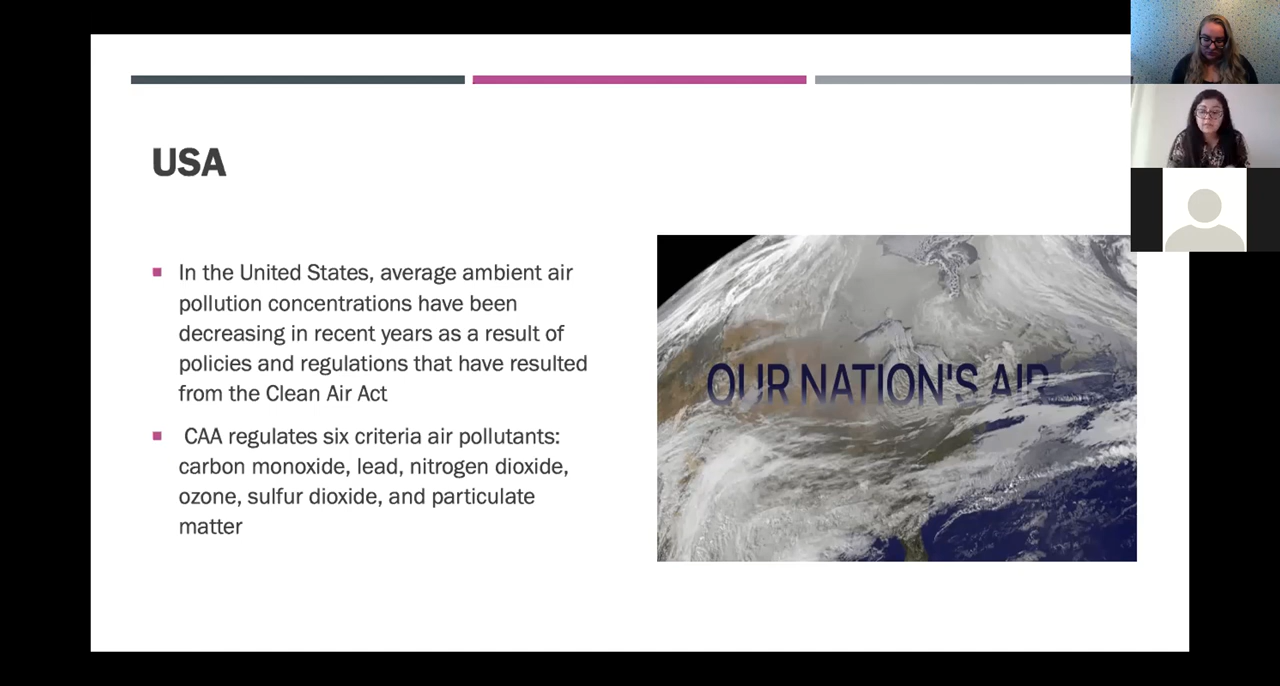 USA
In the United States, average ambient air
pollution concentrations have been
decreasing in recent years as a result of
policies and regulations that have resulted
from the Clean Air Act
CAA regulates six criteria air pollutants:
carbon monoxide, lead, nitrogen dioxide,
ozone, sulfur dioxide, and particulate
matter
OUR NATION'S AIR